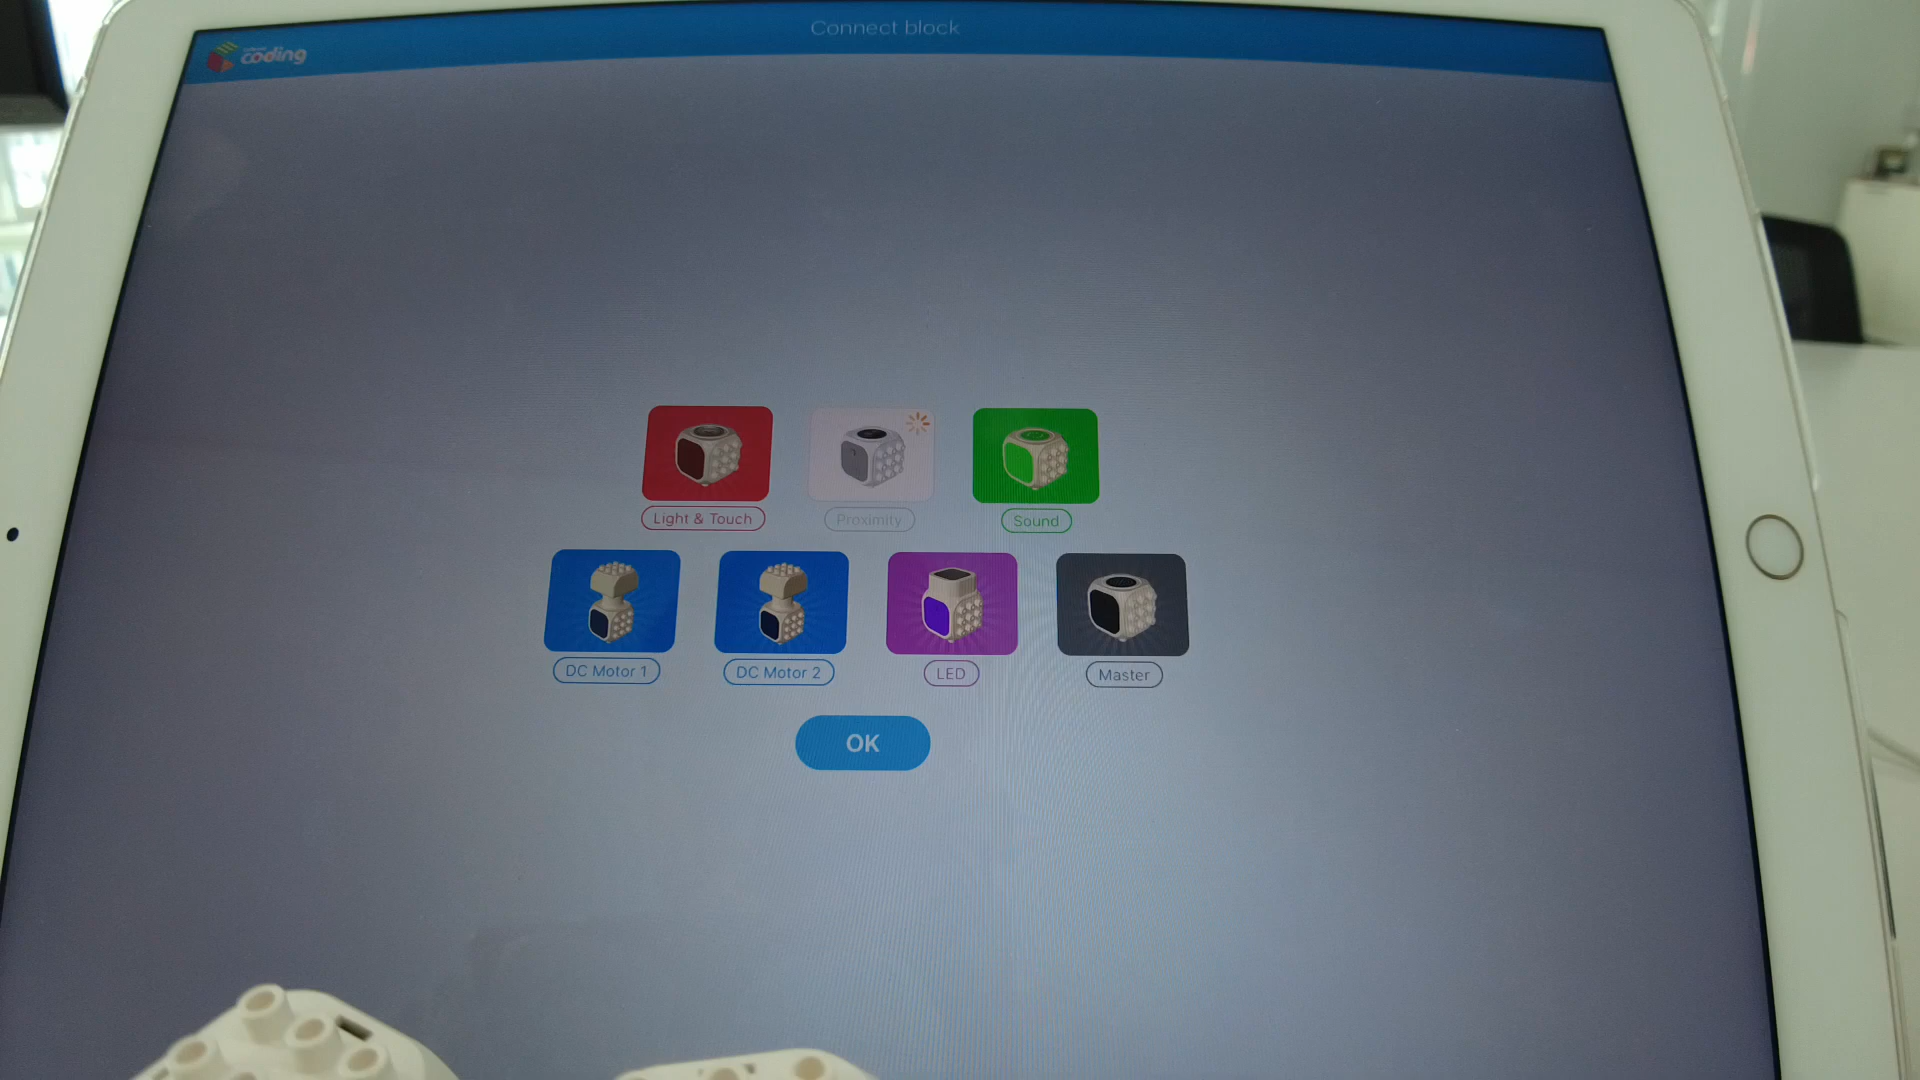 Connect block
coding
Light & Touch
Proximity
Sound
DC Motor 1
DC Motor 2
LED
Master
OK